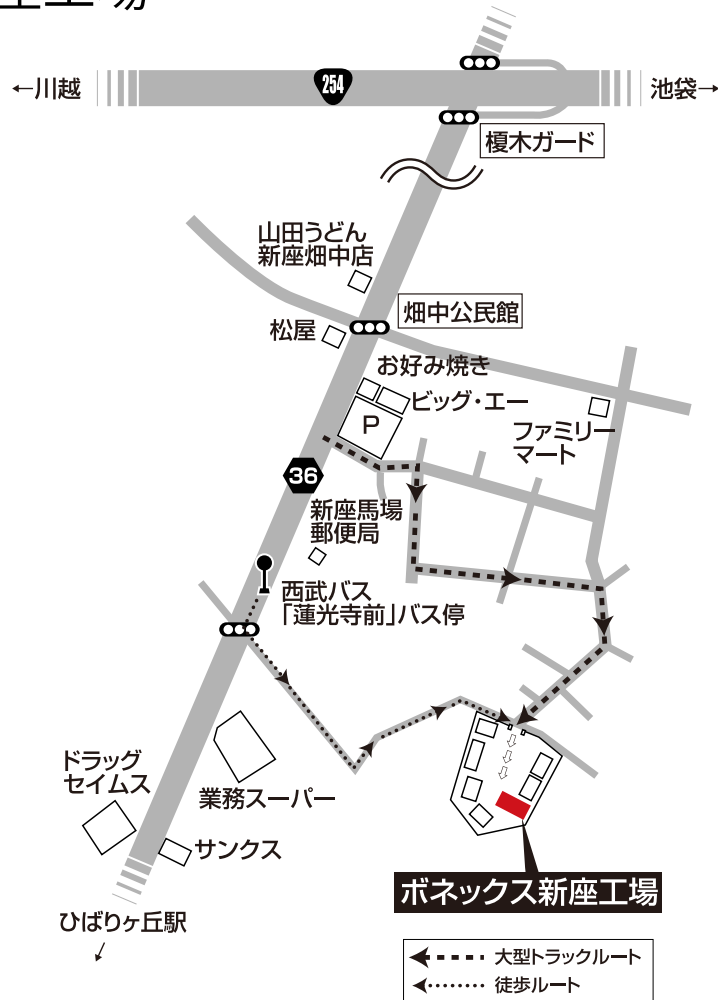 ←川越
254
池袋→
榎木ガード
山田うどん
新座畑中店
畑中公民館
松屋
お好み焼き
ビッグ・エー
P
ファミリー
マート
36
新座馬場
郵便局
西武バス
「蓮光寺前」バス停
ドラッグ
セイムス
業務スーパー
サンクス
ボネックス新座工場
ひばりヶ丘駅
大型トラックルート
徒歩ルート